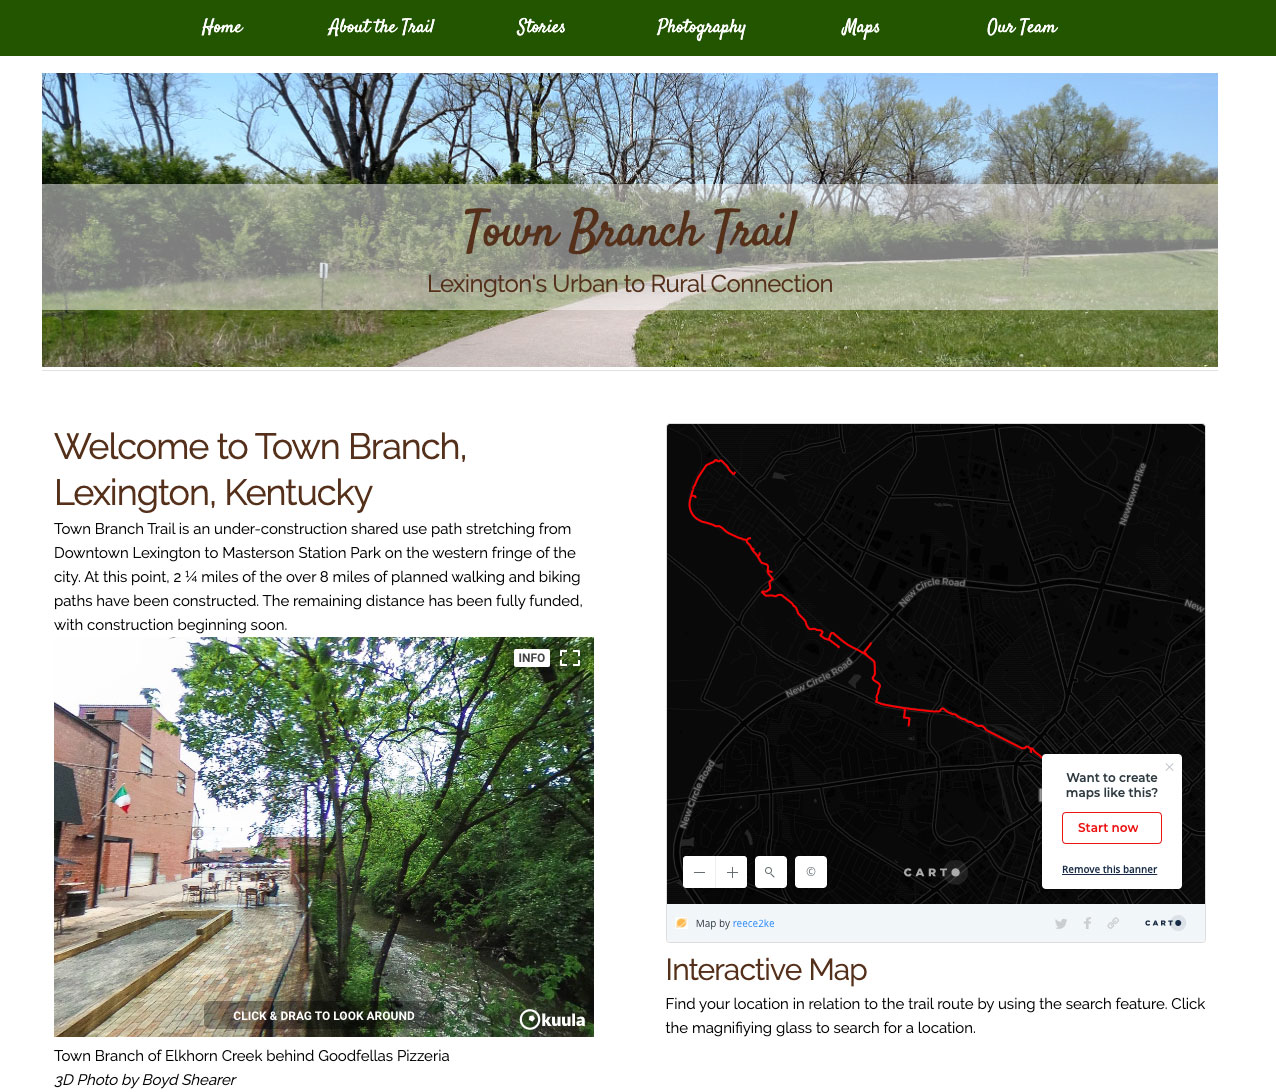 Home
About the Trail
Stories
Photography
Maps
Our Team
Town Branch Trail
Lexington's Urban to Rural Connection
Welcome to Town Branch,
Lexington, Kentucky
Town Branch Trail is an under-construction shared use path stretching from
Downtown Lexington to Masterson Station Park on the western fringe of the
city. At this point, 2 ¼ miles of the over 8 miles of planned walking and biking
paths have been constructed. The remaining distance has been fully funded,
with construction beginning soon.
INFO
CLICK & DRAG TO LOOK AROUND
kuula
Town Branch of Elkhorn Creek behind Goodfellas Pizzeria
3D Photo by Boyd Shearer
Newtown Pike
New Circle Road
New
New Circle Road
New Circle Road
Want to create
maps like this?
Start now
Remove this banner
©
CARTO
Map by reece2ke
CARTO
Interactive Map
Find your location in relation to the trail route by using the search feature. Click
the magnifiying glass to search for a location.